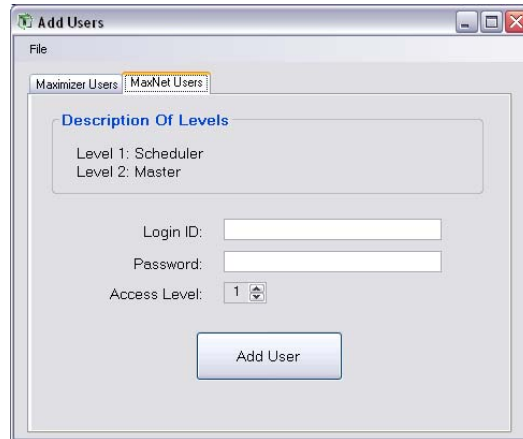 Add Users
File
Maximizer Users MaxNet Users
Description Of Levels
Level 1: Scheduler
Level 2: Master
Login ID:
Password:
Access Level: 1
Add User